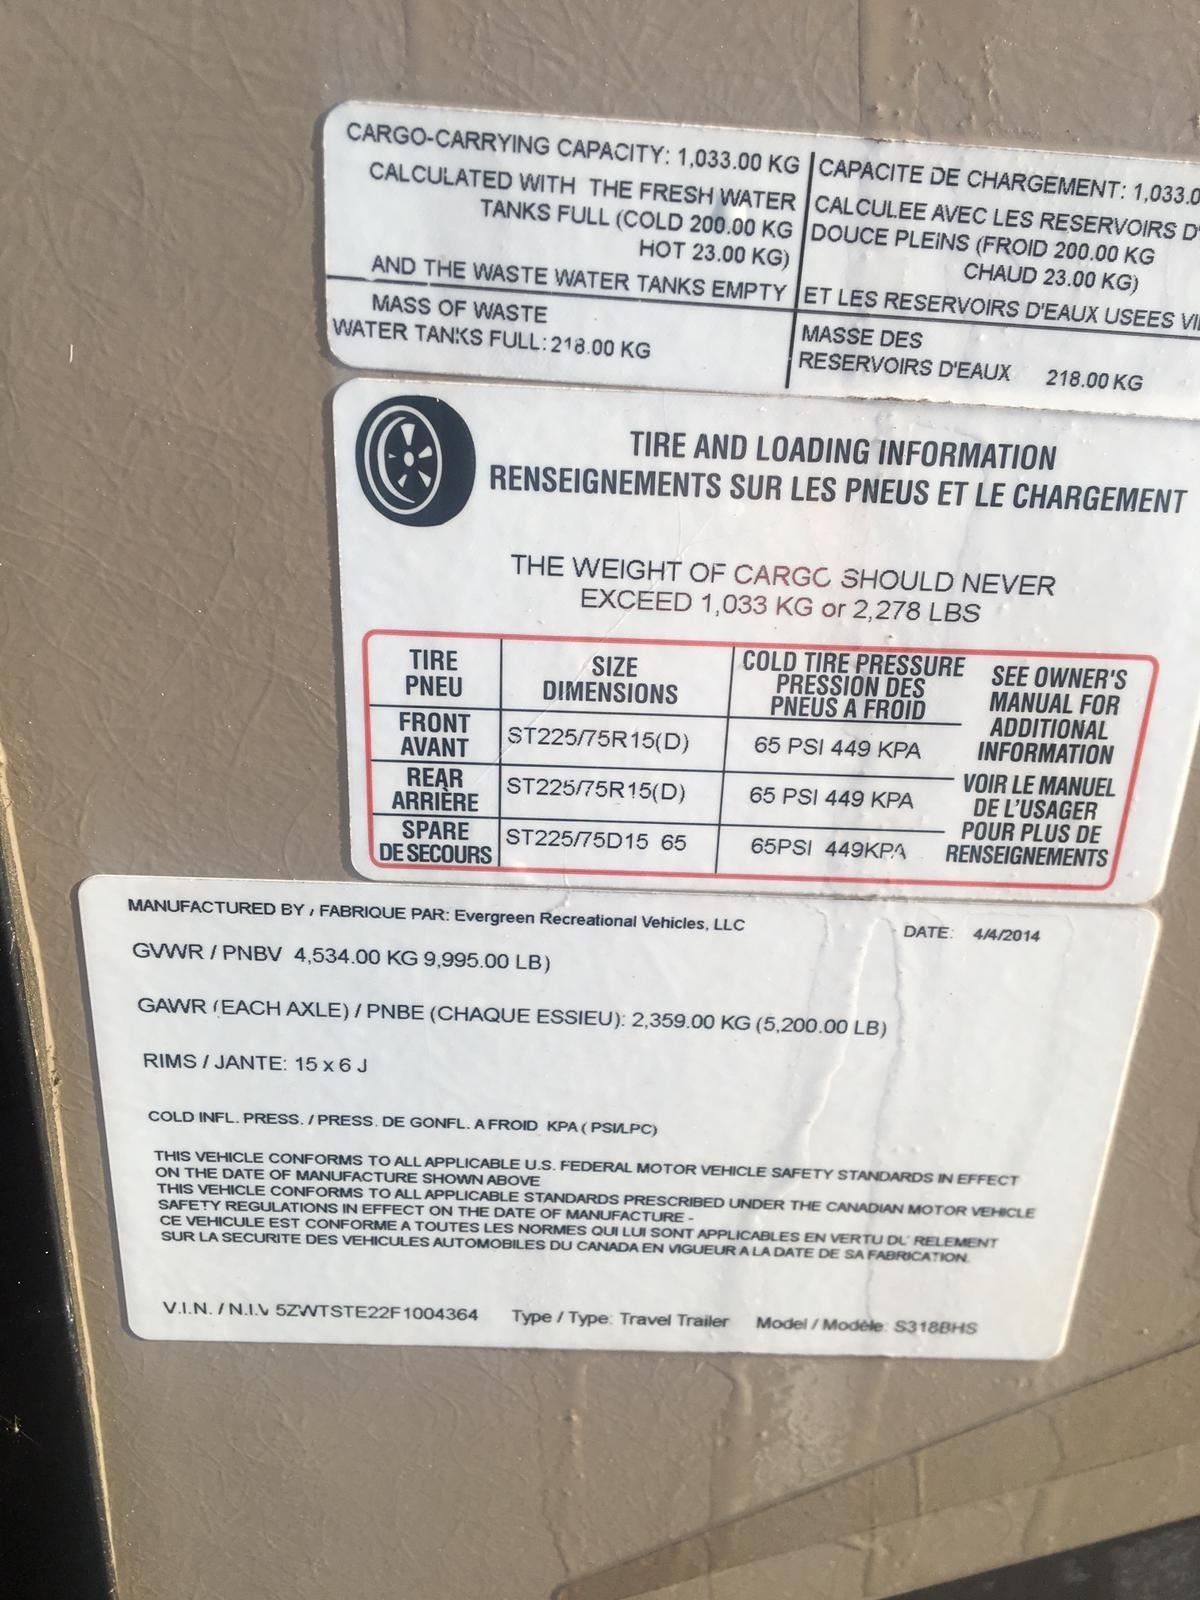 CARGO-CARRYING CAPACITY: 1,033.00 KG
CALCULATED WITH THE FRESH WATER
TANKS FULL (COLD 200.00 KG
HOT 23.00 KG)
AND THE WASTE WATER TANKS EMPTY
MASS OF WASTE
WATER TANKS FULL: 218.00 KG
CAPACITE DE CHARGEMENT: 1,033.0
CALCULEE AVEC LES RESERVOIRS D'
DOUCE PLEINS (FROID 200.00 KG
CHAUD 23.00 KG)
ET LES RESERVOIRS D'EAUX USEES VI
MASSE DES
RESERVOIRS D'EAUX 218.00 KG
TIRE AND LOADING INFORMATION
RENSEIGNEMENTS SUR LES PNEUS ET LE CHARGEMENT
THE WEIGHT OF CARGO SHOULD NEVER
EXCEED 1,033 KG or 2,278 LBS
TIRE
PNEU
SIZE
DIMENSIONS
COLD TIRE PRESSURE
PRESSION DES
PNEUS A FROID
FRONT
AVANT
ST225/75R15(D)
65 PSI 449 KPA
REAR
ARRIÈRE
ST225/75R15(D)
65 PSI 449 KPA
SPARE
DE SECOURS
ST225/75D15 65
65PSI 449KPA
SEE OWNER'S
MANUAL FOR
ADDITIONAL
INFORMATION
VOIR LE MANUEL
DE L'USAGER
POUR PLUS DE
RENSEIGNEMENTS
MANUFACTURED BY / FABRIQUE PAR: Evergreen Recreational Vehicles, LLC
DATE: 4/4/2014
GVWR / PNBV 4,534.00 KG 9,995.00 LB)
GAWR (EACH AXLE) / PNBE (CHAQUE ESSIEU): 2,359.00 KG (5,200.00 LB)
RIMS / JANTE: 15 x 6 J
COLD INFL. PRESS. / PRESS. DE GONFL. A FROID KPA ( PSI/LPC)
THIS VEHICLE CONFORMS TO ALL APPLICABLE U.S. FEDERAL MOTOR VEHICLE SAFETY STANDARDS IN EFFECT
ON THE DATE OF MANUFACTURE SHOWN ABOVE
THIS VEHICLE CONFORMS TO ALL APPLICABLE STANDARDS PRESCRIBED UNDER THE CANADIAN MOTOR VEHICLE
SAFETY REGULATIONS IN EFFECT ON THE DATE OF MANUFACTURE -
CE VEHICULE EST CONFORME A TOUTES LES NORMES QUI LUI SONT APPLICABLES EN VERTU DU RELEMENT
SUR LA SECURITE DES VEHICULES AUTOMOBILES DU CANADA EN VIGUEUR A LA DATE DE SA FABRICATION.
V.I.N. / N.I.V 5ZWTSTE22F1004364
Type / Type: Travel Trailer
Model / Modèle: S318BHS